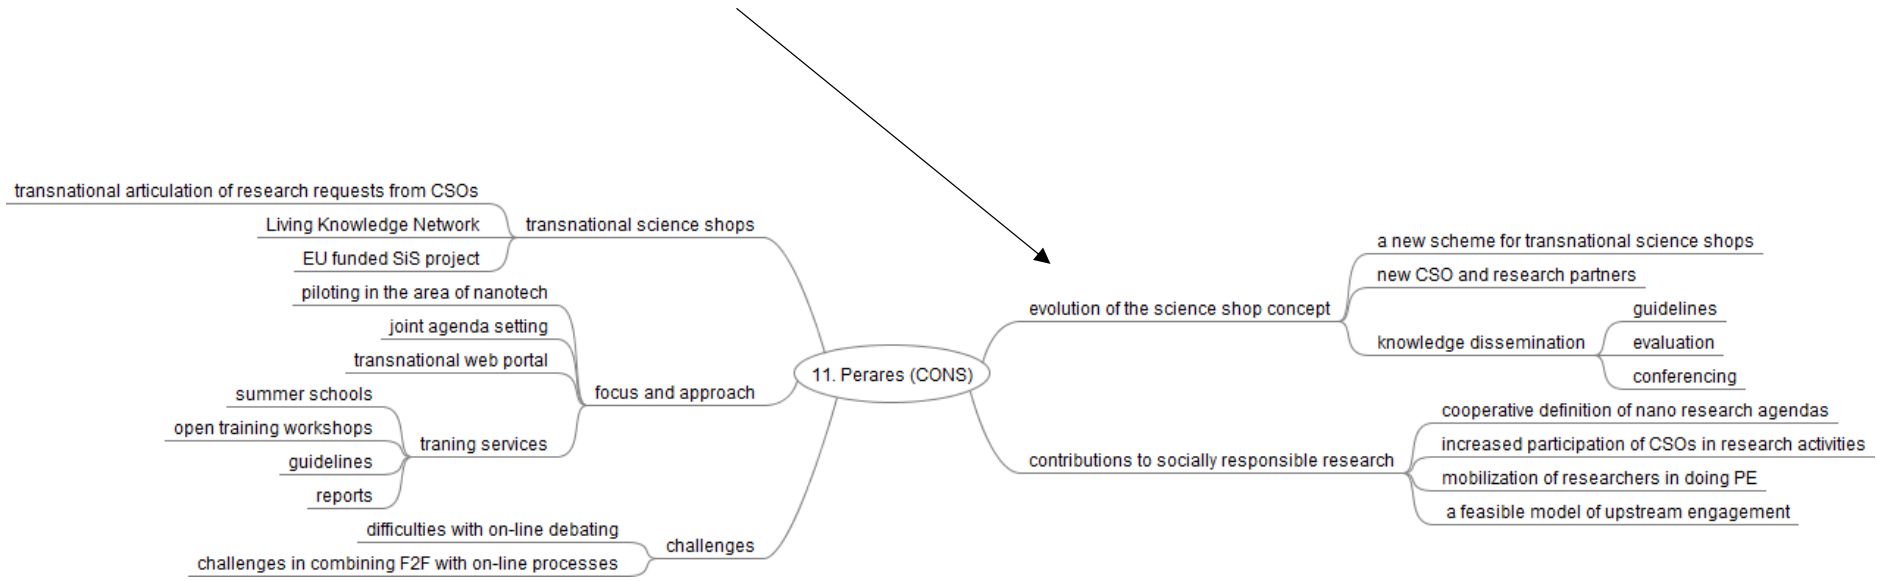 transnational articulation of research requests from CSOs
Living Knowledge Network
EU funded SiS project
transnational science shops
piloting in the area of nanotech
joint agenda setting
transnational web portal
summer schools
open training workshops
guidelines
reports
traning services
focus and approach
difficulties with on-line debating
challenges in combining F2F with on-line processes
challenges
11. Perares (CONS)
evolution of the science shop concept
a new scheme for transnational science shops
new CSO and research partners
knowledge dissemination
guidelines
evaluation
conferencing
contributions to socially responsible research
cooperative definition of nano research agendas
increased participation of CSOs in research activities
mobilization of researchers in doing PE
a feasible model of upstream engagement